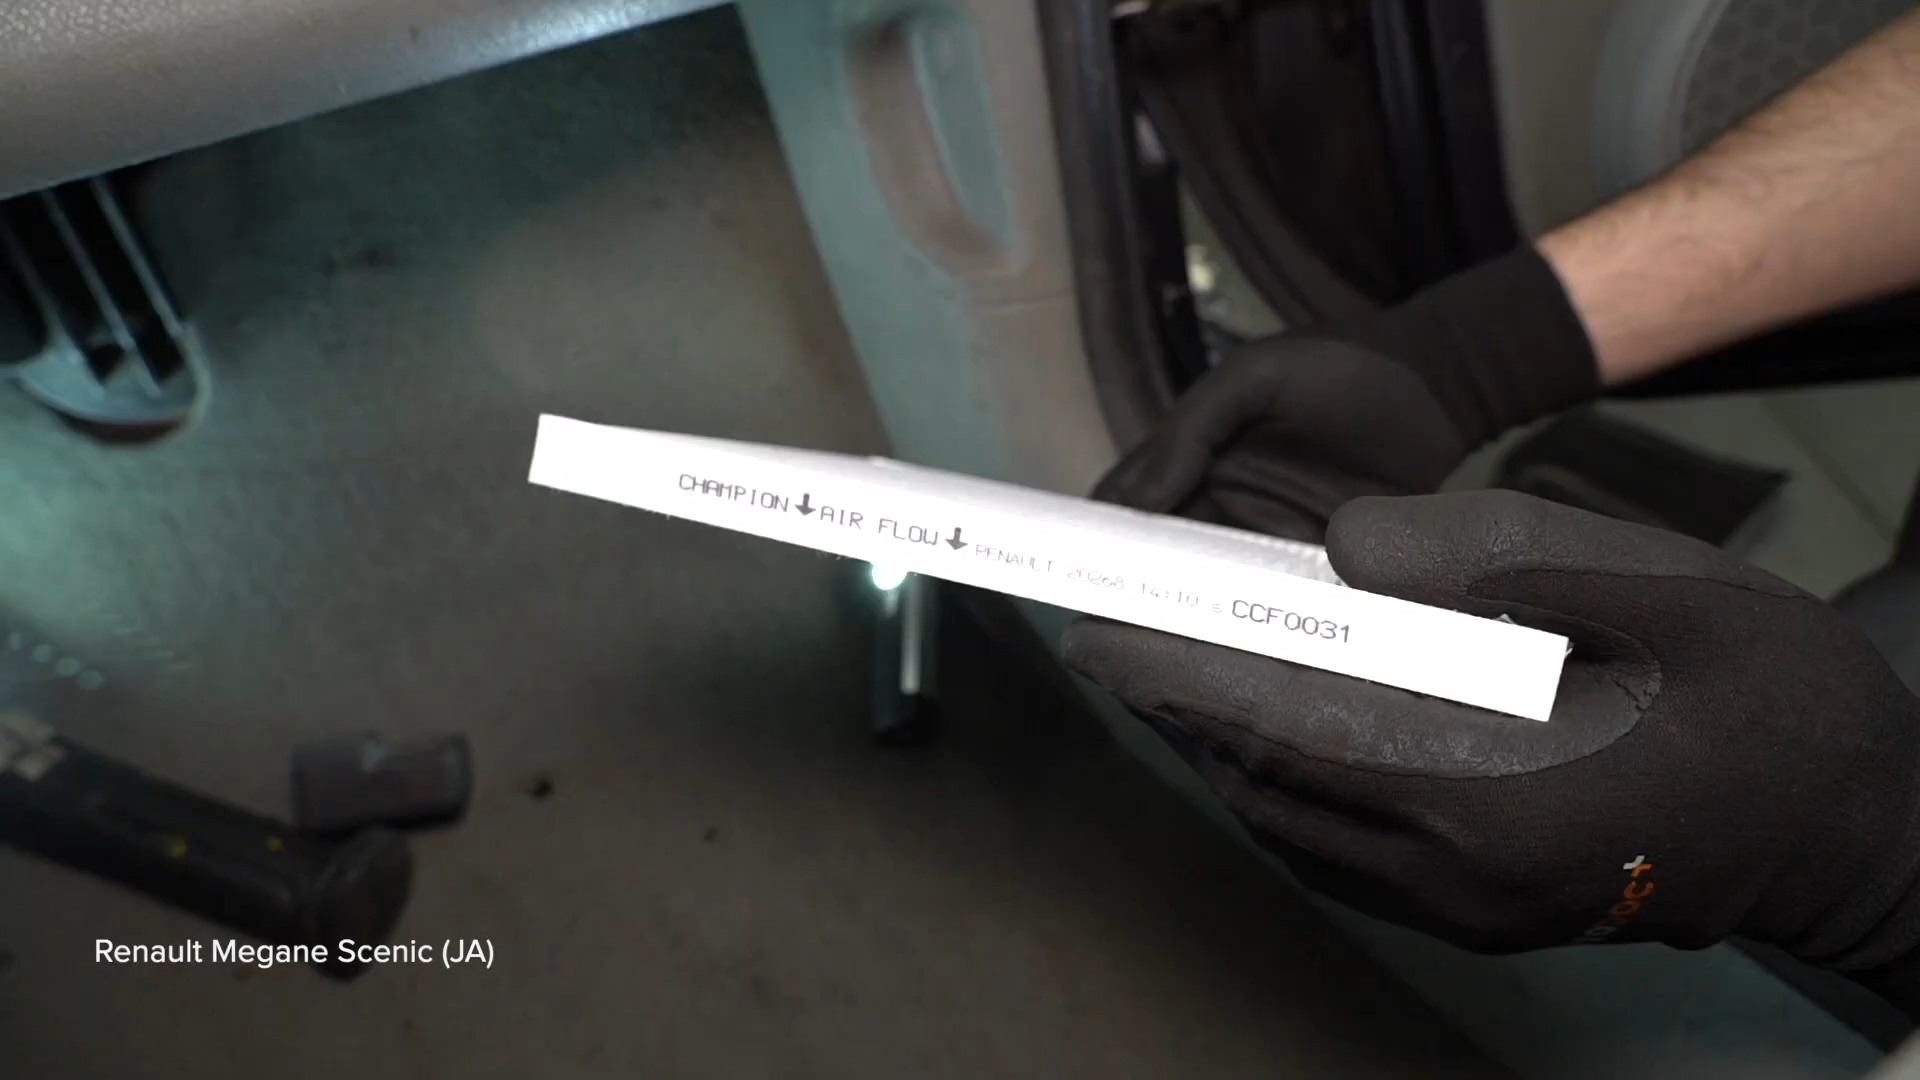 CHAMPION ↓ AIR FLOW ↓ RENAULT 20268 14:10 s CCF0031
Renault Megane Scenic (JA)